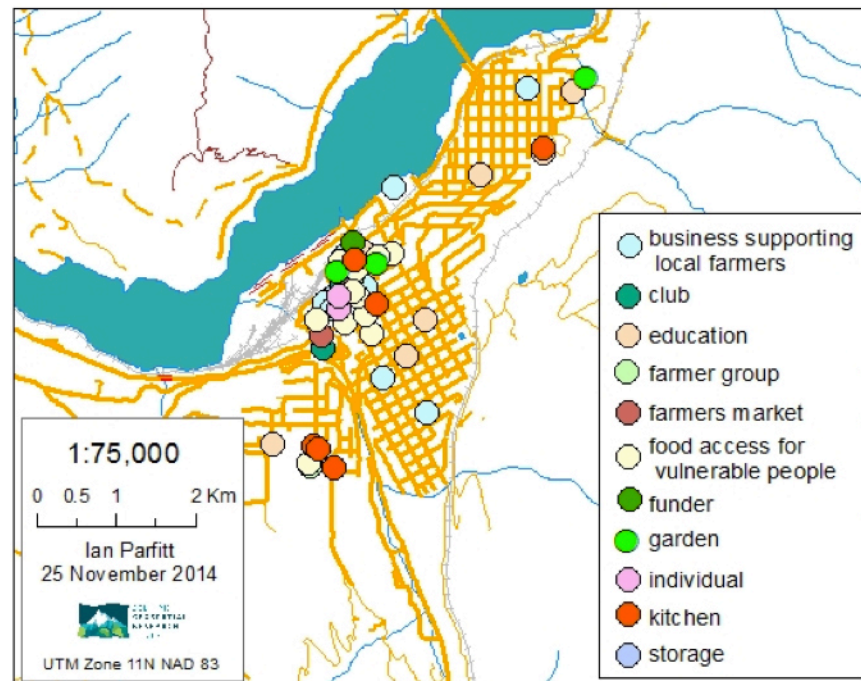 business supporting
local farmers
club
education
farmer group
farmers market
food access for
vulnerable people
funder
garden
individual
kitchen
storage
1:75,000
0 0.5 1 2 Km
Ian Parfitt
25 November 2014
GEOSPATIAL
RESEARCH
UTM Zone 11N NAD 83